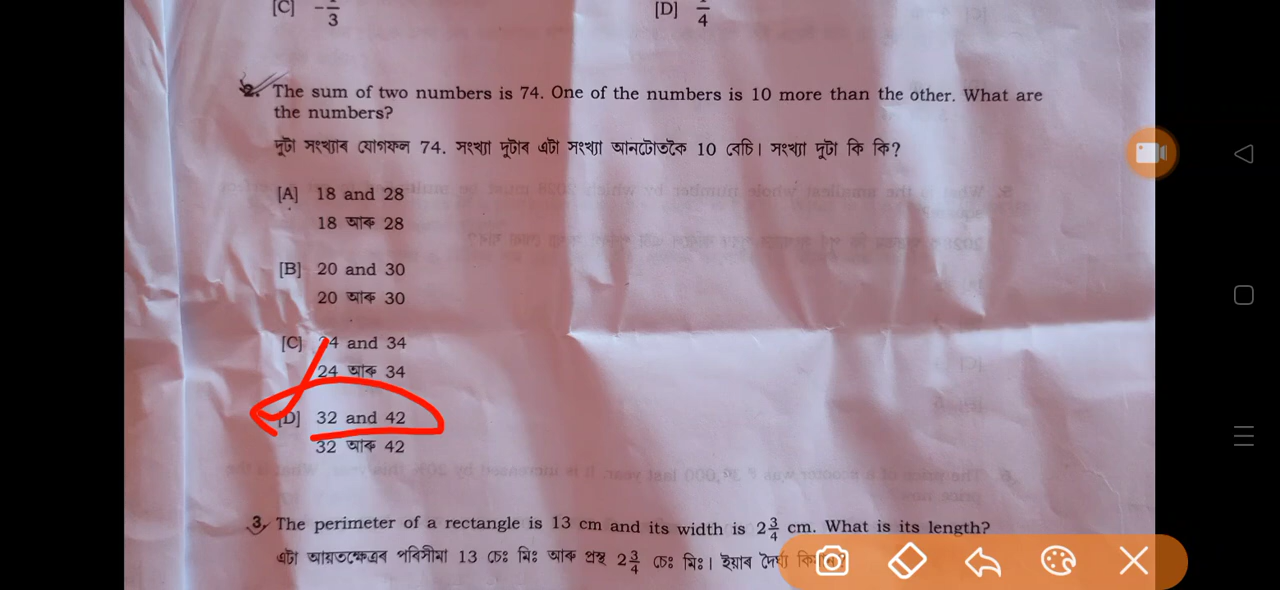 [C] -1/3 [D] 1/4
2. The sum of two numbers is 74. One of the numbers is 10 more than the other. What are
the numbers?
দুটা সংখ্যাৰ যোগফল 74. সংখ্যা দুটাৰ এটা সংখ্যা আনটোতকৈ 10 বেচি। সংখ্যা দুটা কি কি?
[A] 18 and 28
18 আৰু 28
[B] 20 and 30
20 আৰু 30
[C] 24 and 34
24 আৰু 34
[D] 32 and 42
32 আৰু 42
3. The perimeter of a rectangle is 13 cm and its width is 2 3/4 cm. What is its length?
এটা আয়তক্ষেত্ৰৰ পৰিসীমা 13 চেঃ মিঃ আৰু প্ৰস্থ 2 3/4 চেঃ মিঃ। ইয়াৰ দৈৰ্ঘ্য